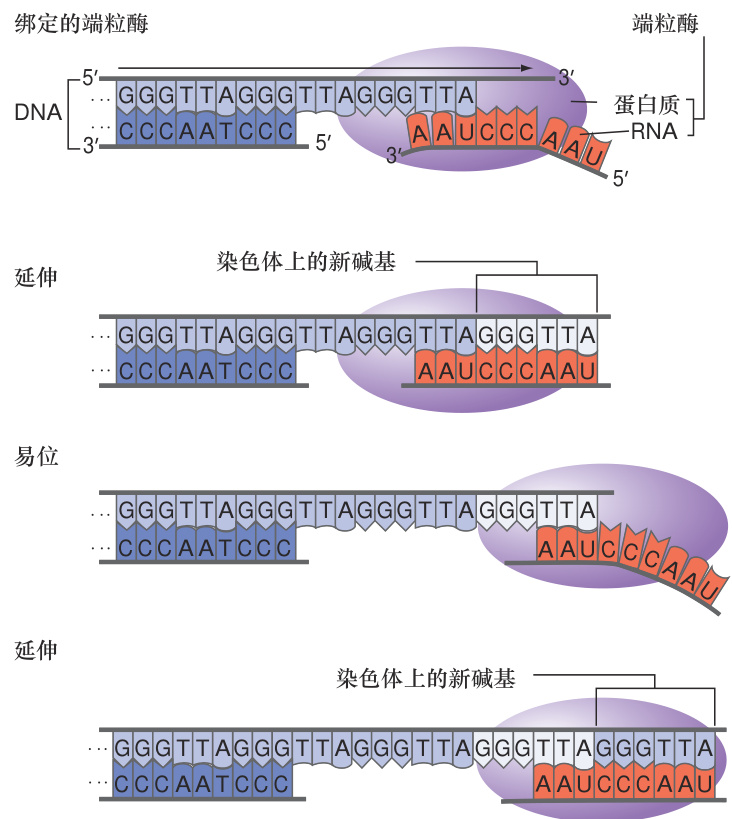 绑定的端粒酶
端粒酶
5′ 3′
··· GGGTTAGGGTTAGGGTTA
蛋白质
DNA
··· CCCAATCCC AAUCCCAAU
RNA
3′ 5′ 3′
5′
染色体上的新碱基
延伸
··· GGGTTAGGGTTAGGGTTAGGGTTA
··· CCCAATCCC AAUCCCAAU
易位
··· GGGTTAGGGTTAGGGTTAGGGTTA
··· CCCAATCCC AAUCCCAAU
延伸
染色体上的新碱基
··· GGGTTAGGGTTAGGGTTAGGGTTAGGGTTA
··· CCCAATCCC AAUCCCAAU